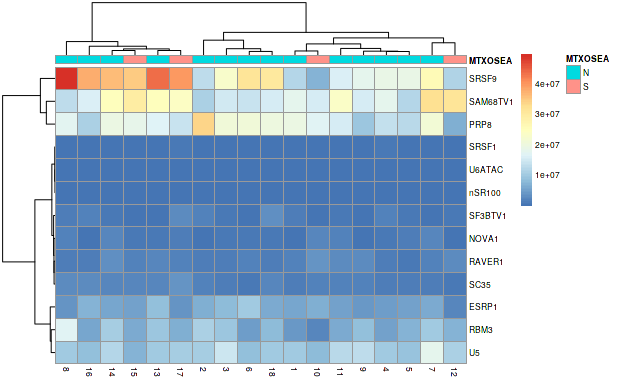 MTXOSEA
MTXOSEA
N
S
SRSF9
SAM68TV1
PRP8
SRSF1
U6ATAC
nSR100
SF3BTV1
NOVA1
RAVER1
SC35
ESRP1
RBM3
U5
4e+07
3e+07
2e+07
1e+07
8 16 14 15 13 17 2 3 6 18 1 10 11 9 4 5 7 12